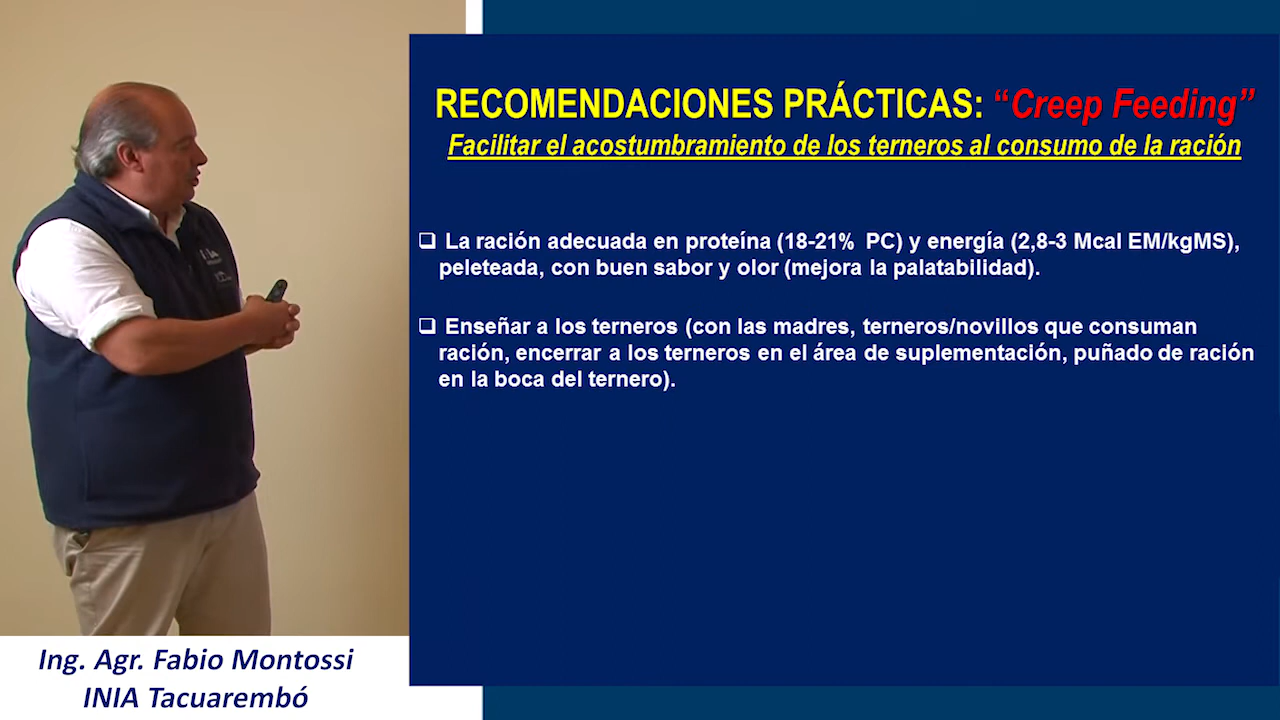 RECOMENDACIONES PRÁCTICAS: “Creep Feeding”
Facilitar el acostumbramiento de los terneros al consumo de la ración
❑ La ración adecuada en proteína (18-21% PC) y energía (2,8-3 Mcal EM/kgMS),
peleteada, con buen sabor y olor (mejora la palatabilidad).
❑ Enseñar a los terneros (con las madres, terneros/novillos que consuman
ración, encerrar a los terneros en el área de suplementación, puñado de ración
en la boca del ternero).
Ing. Agr. Fabio Montossi
INIA Tacuarembó